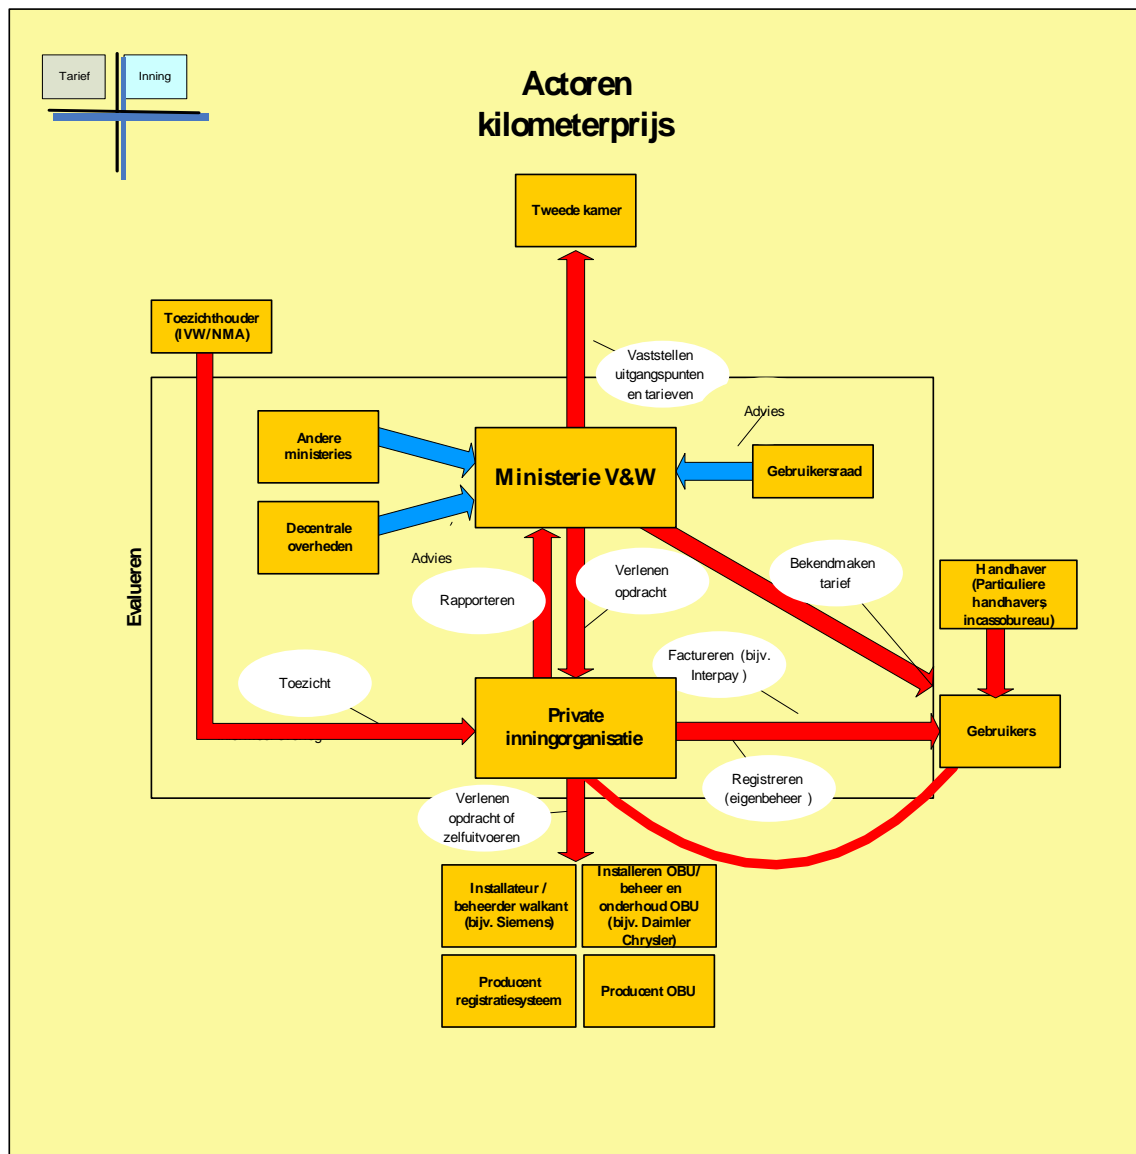 Tarief
Inning
Actoren
kilometerprijs
Tweede kamer
Toezichthouder
(IVW/NMA)
Vaststellen
uitgangspunten
en tarieven
Advies
Andere
ministeries
Ministerie V&W
Gebruikersraad
Decentrale
overheden
,
Advies
Evalueren
Rapporteren
Verlenen
opdracht
Bekendmaken
tarief
Handhaver
(Particuliere
handhavers,
incassobureau)
Factureren (bijv.
Interpay )
Toezicht
Private
inningorganisatie
Gebruikers
Registreren
(eigenbeheer )
Verlenen
opdracht of
zelfuitvoeren
Installateur /
beheerder walkant
(bijv. Siemens)
Installeren OBU/
beheer en
onderhoud OBU
(bijv. Daimler
Chrysler)
Producent
registratiesysteem
Producent OBU